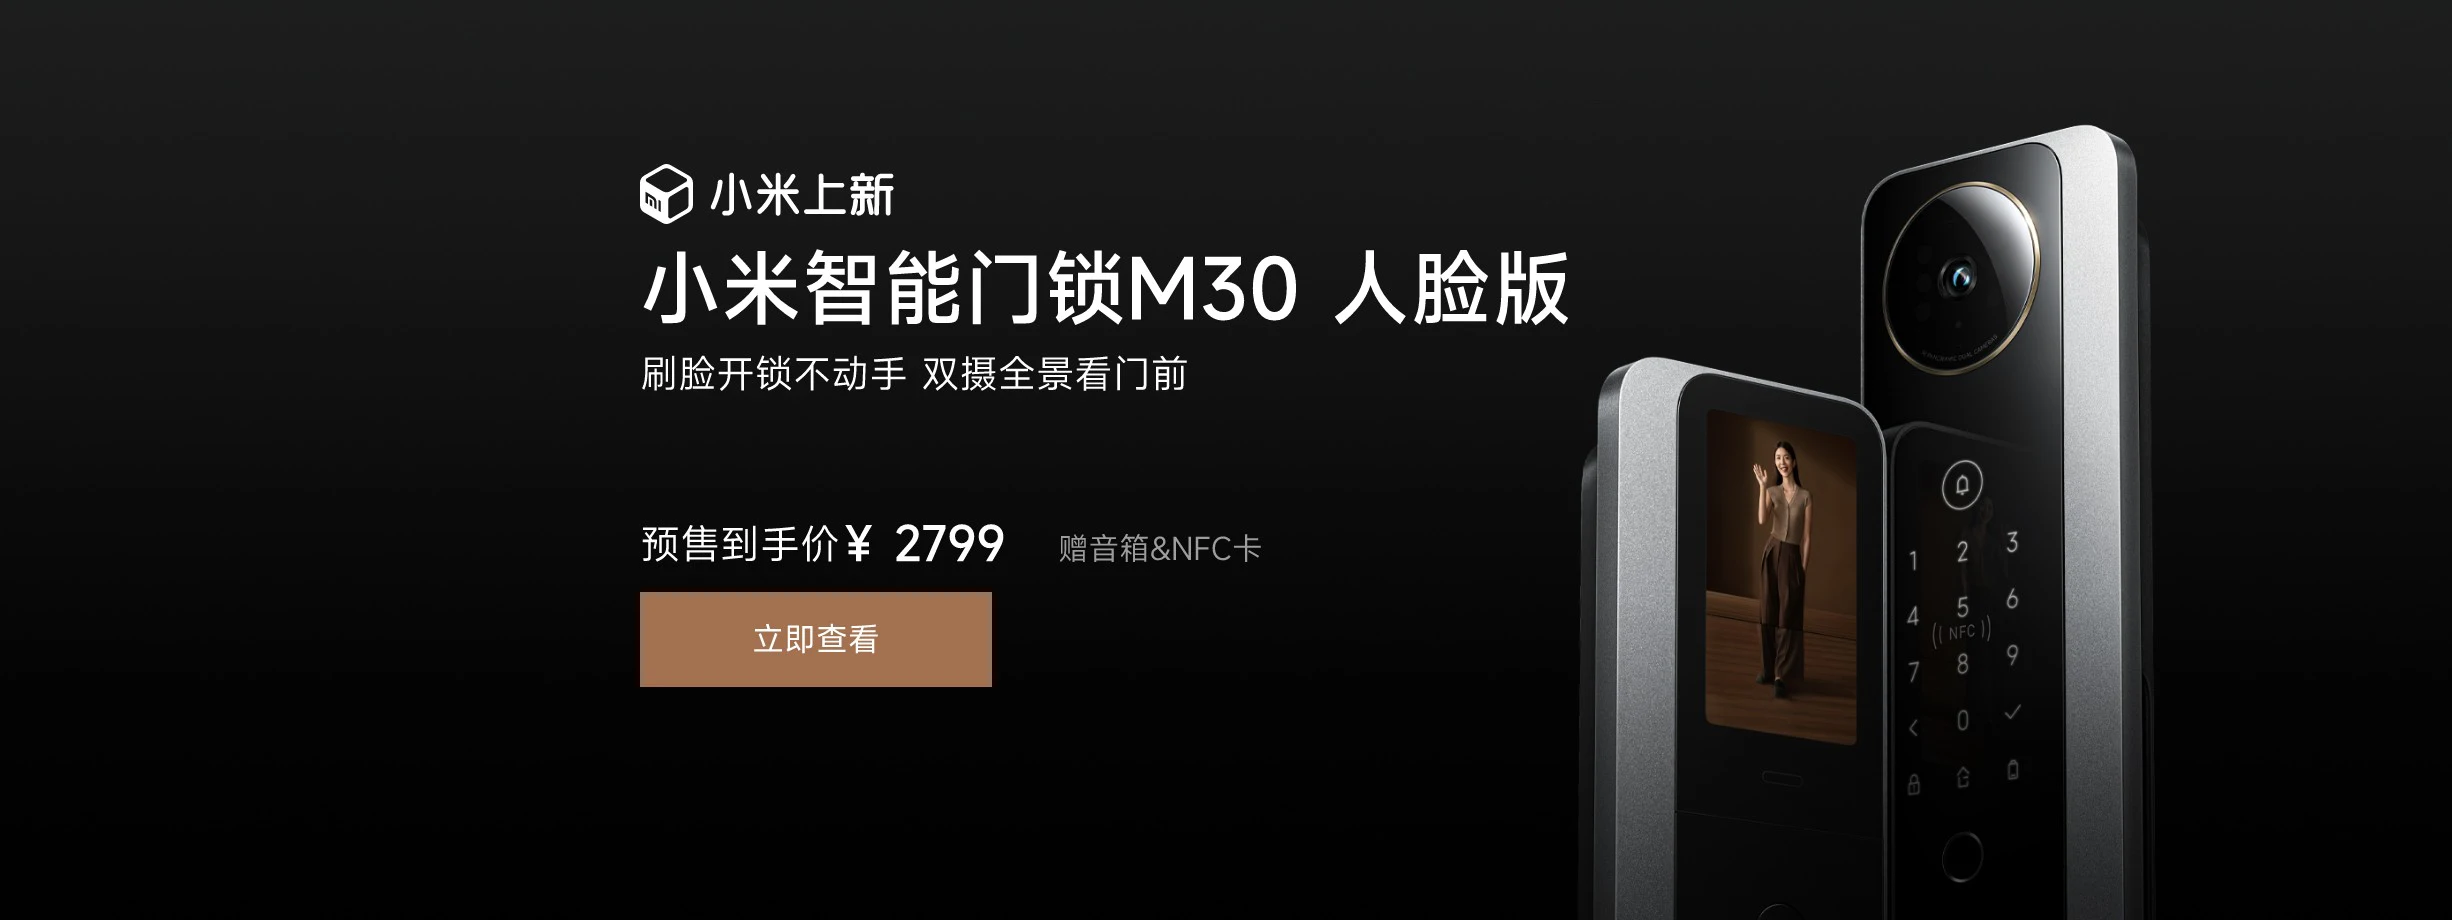 小米上新
小米智能门锁M30 人脸版
刷脸开锁不动手 双摄全景看门前
预售到手价¥ 2799 赠音箱&NFC卡
立即查看
1 2 3
4 5 6
NFC
7 8 9
0